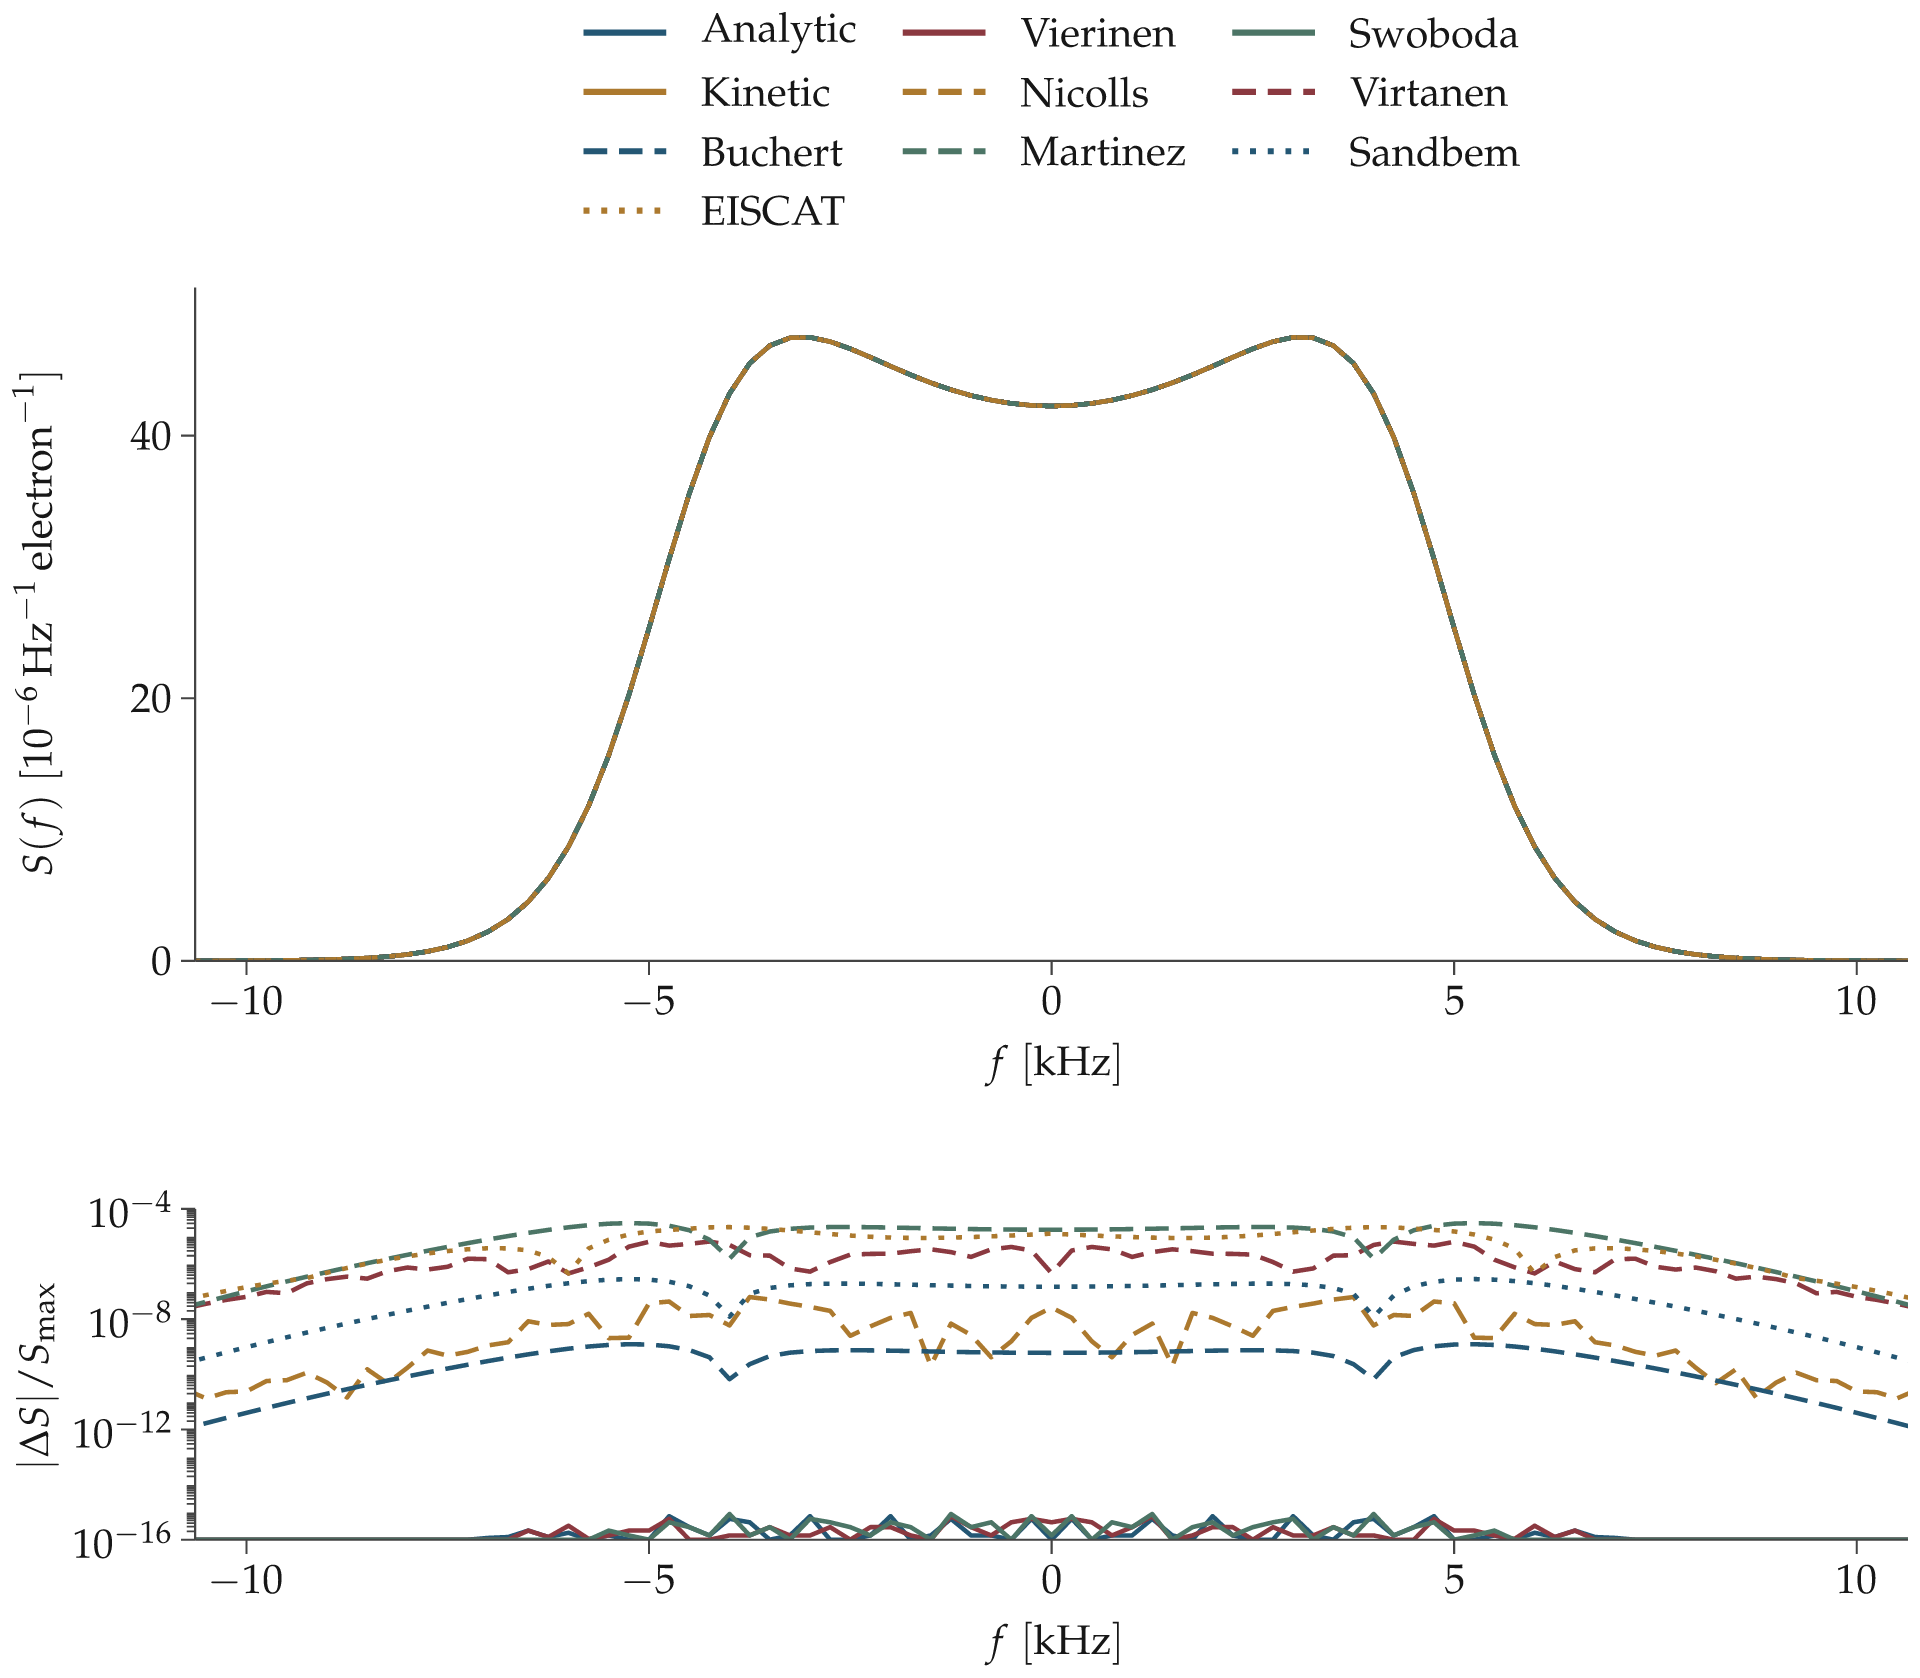 Analytic Vierinen Swoboda
Kinetic Nicolls Virtanen
Buchert Martinez Sandbem
EISCAT
S(f) [10⁻⁶ Hz⁻¹ electron⁻¹]
40
20
0
−10 −5 0 5 10
f [kHz]
|ΔS|/S_max
10⁻⁴
10⁻⁸
10⁻¹²
10⁻¹⁶
−10 −5 0 5 10
f [kHz]